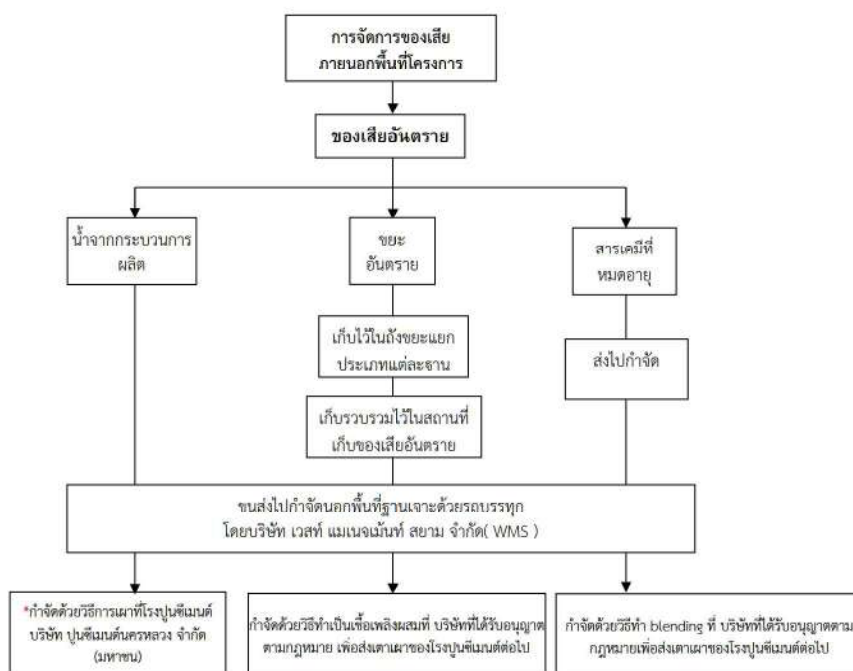 การจัดการของเสีย
ภายนอกพื้นที่โครงการ
ของเสียอันตราย
น้ำจากกระบวนการ
ผลิต
ขยะ
อันตราย
สารเคมีที่
หมดอายุ
เก็บไว้ในถังขยะแยก
ประเภทแต่ละฐาน
ส่งไปกำจัด
เก็บรวบรวมไว้ในสถานที่
เก็บของเสียอันตราย
ขนส่งไปกำจัดนอกพื้นที่ฐานเจาะด้วยรถบรรทุก
โดยบริษัท เวสท์ แมเนจเม้นท์ สยาม จำกัด( WMS )
*กำจัดด้วยวิธีการเผาที่โรงปูนซีเมนต์
บริษัท ปูนซีเมนต์นครหลวง จำกัด
(มหาชน)
กำจัดด้วยวิธีทำเป็นเชื้อเพลิงผสมที่ บริษัทที่ได้รับอนุญาต
ตามกฎหมาย เพื่อส่งเตาเผาของโรงปูนซีเมนต์ต่อไป
กำจัดด้วยวิธีทำ blending ที่ บริษัทที่ได้รับอนุญาตตาม
กฎหมายเพื่อส่งเตาเผาของโรงปูนซีเมนต์ต่อไป